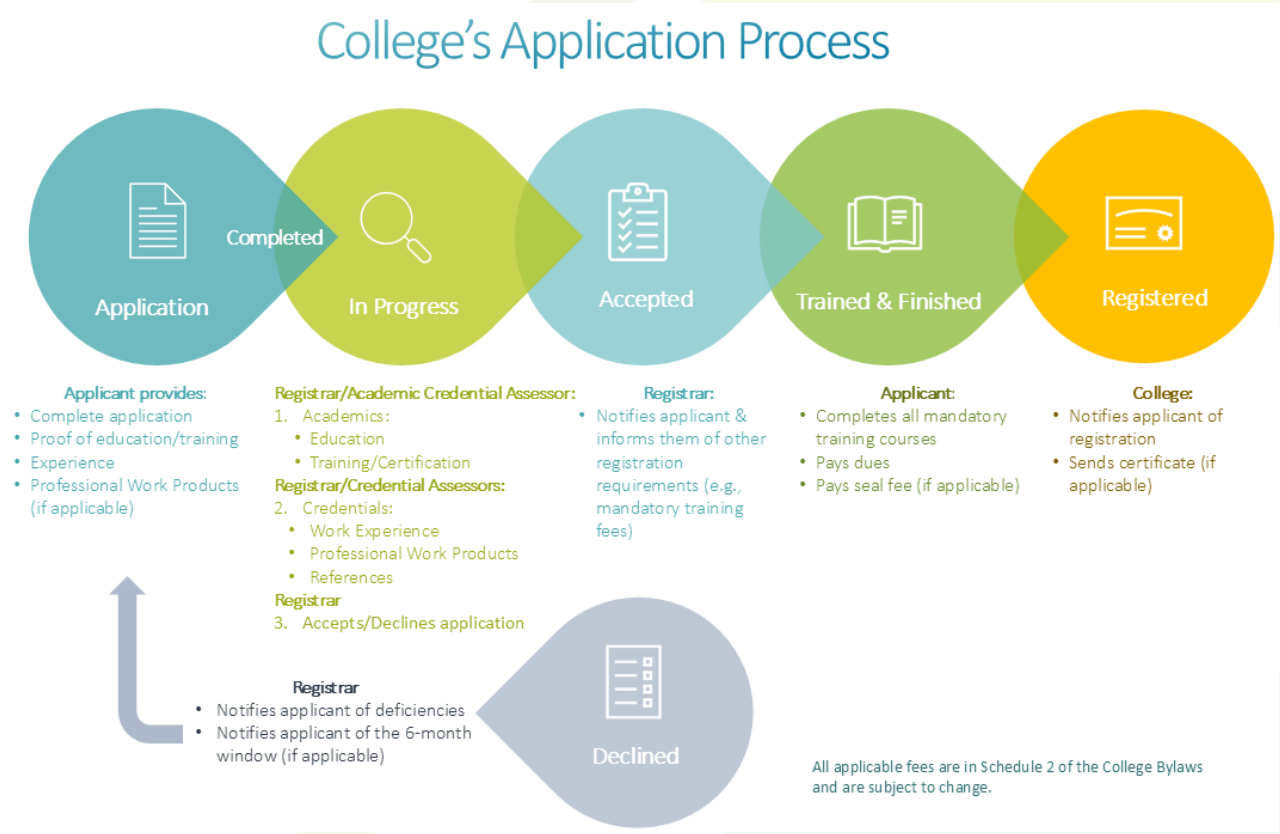 College's Application Process
Completed
Application
In Progress
Accepted
Trained & Finished
Registered
Applicant provides:
• Complete application
• Proof of education/training
• Experience
• Professional Work Products
(if applicable)
Registrar/Academic Credential Assessor:
1. Academics:
• Education
• Training/Certification
Registrar/Credential Assessors:
2. Credentials:
• Work Experience
• Professional Work Products
• References
Registrar
3. Accepts/Declines application
Registrar:
• Notifies applicant &
informs them of other
registration
requirements (e.g.,
mandatory training
fees)
Applicant:
• Completes all mandatory
training courses
• Pays dues
• Pays seal fee (if applicable)
College:
• Notifies applicant of
registration
• Sends certificate (if
applicable)
Registrar
• Notifies applicant of deficiencies
• Notifies applicant of the 6-month
window (if applicable)
Declined
All applicable fees are in Schedule 2 of the College Bylaws
and are subject to change.